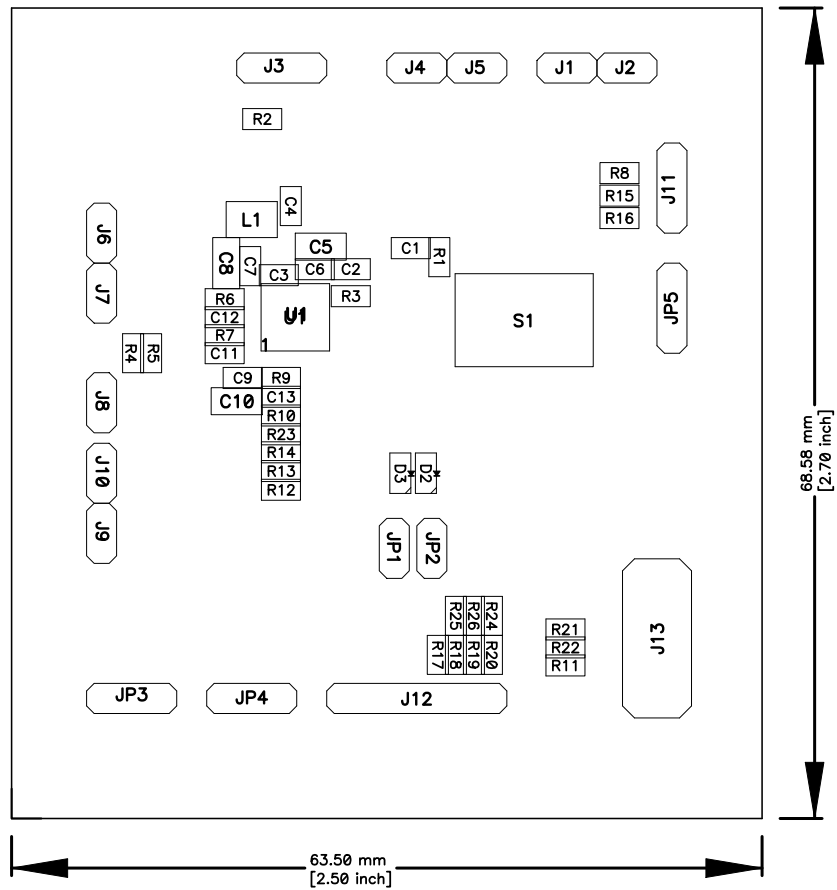 J3
J4
J5
J1
J2
R2
R8
J11
R15
R16
C4
L1
J6
C5
C1
R1
C8
C7
C3
C6
C2
J7
R6
R3
JP5
C12
U1
S1
R7
1
R4
R5
C11
C9
R9
J8
C10
C13
R10
R23
R14
J10
R13
D3
D2
R12
J9
JP1
JP2
R25
R26
R24
R21
J13
R17
R18
R19
R20
R22
R11
JP3
JP4
J12
68.58 mm
[2.70 inch]
63.50 mm
[2.50 inch]